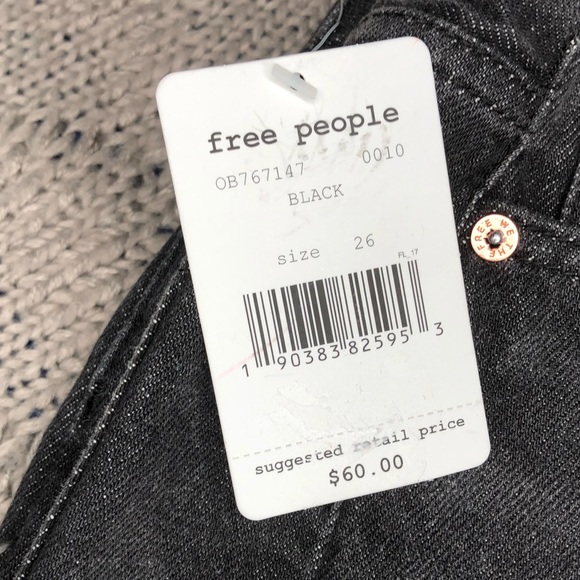 free people
OB767147 0010
BLACK
size 26
FL_17
1 90383 82595 3
suggested retail price
$60.00
WE THE FREE